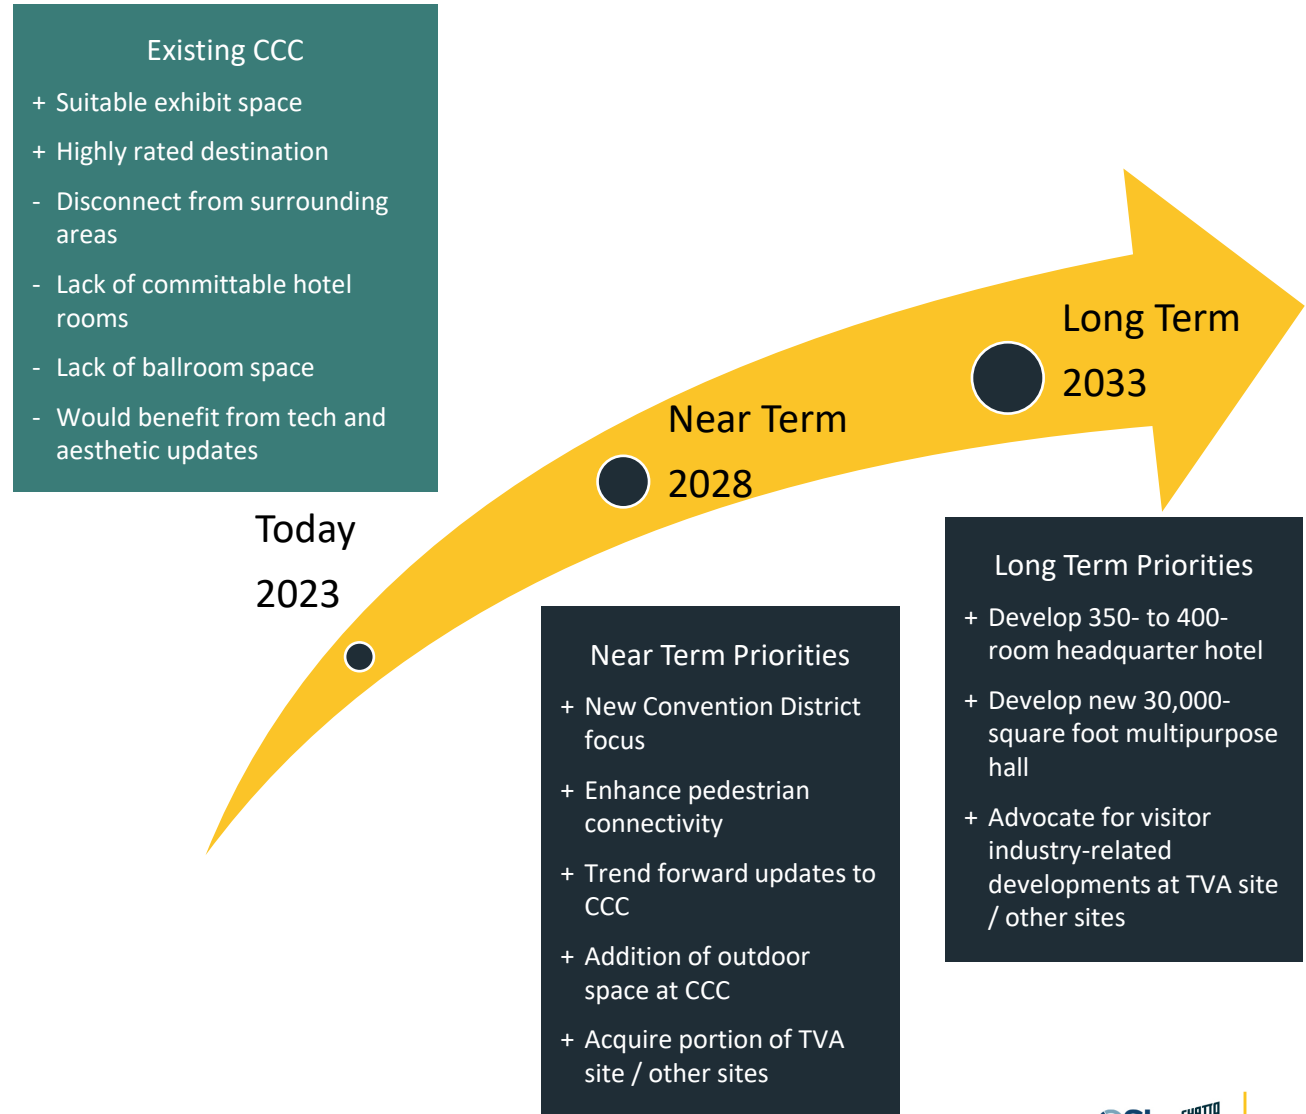 Existing CCC
+ Suitable exhibit space
+ Highly rated destination
- Disconnect from surrounding
areas
- Lack of committable hotel
rooms
- Lack of ballroom space
- Would benefit from tech and
aesthetic updates
Today
2023
Near Term
2028
Long Term
2033
Near Term Priorities
+ New Convention District
focus
+ Enhance pedestrian
connectivity
+ Trend forward updates to
CCC
+ Addition of outdoor
space at CCC
+ Acquire portion of TVA
site / other sites
Long Term Priorities
+ Develop 350- to 400-
room headquarter hotel
+ Develop new 30,000-
square foot multipurpose
hall
+ Advocate for visitor
industry-related
developments at TVA site
/ other sites